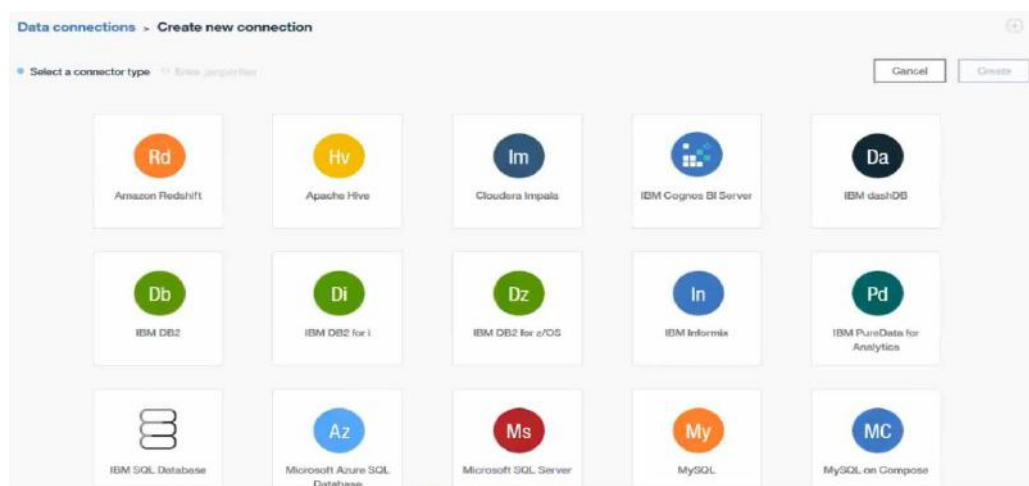 Data connections > Create new connection
Select a connector type Enter properties
Cancel Create
Rd Hv Im Da
Amazon Redshift Apache Hive Cloudera Impala IBM Cognos BI Server IBM dashDB
Db Di Dz In Pd
IBM DB2 IBM DB2 for i IBM DB2 for z/OS IBM Informix IBM PureData for
Analytics
Az Ms My MC
IBM SQL Database Microsoft Azure SQL Microsoft SQL Server MySQL MySQL on Compose
Database